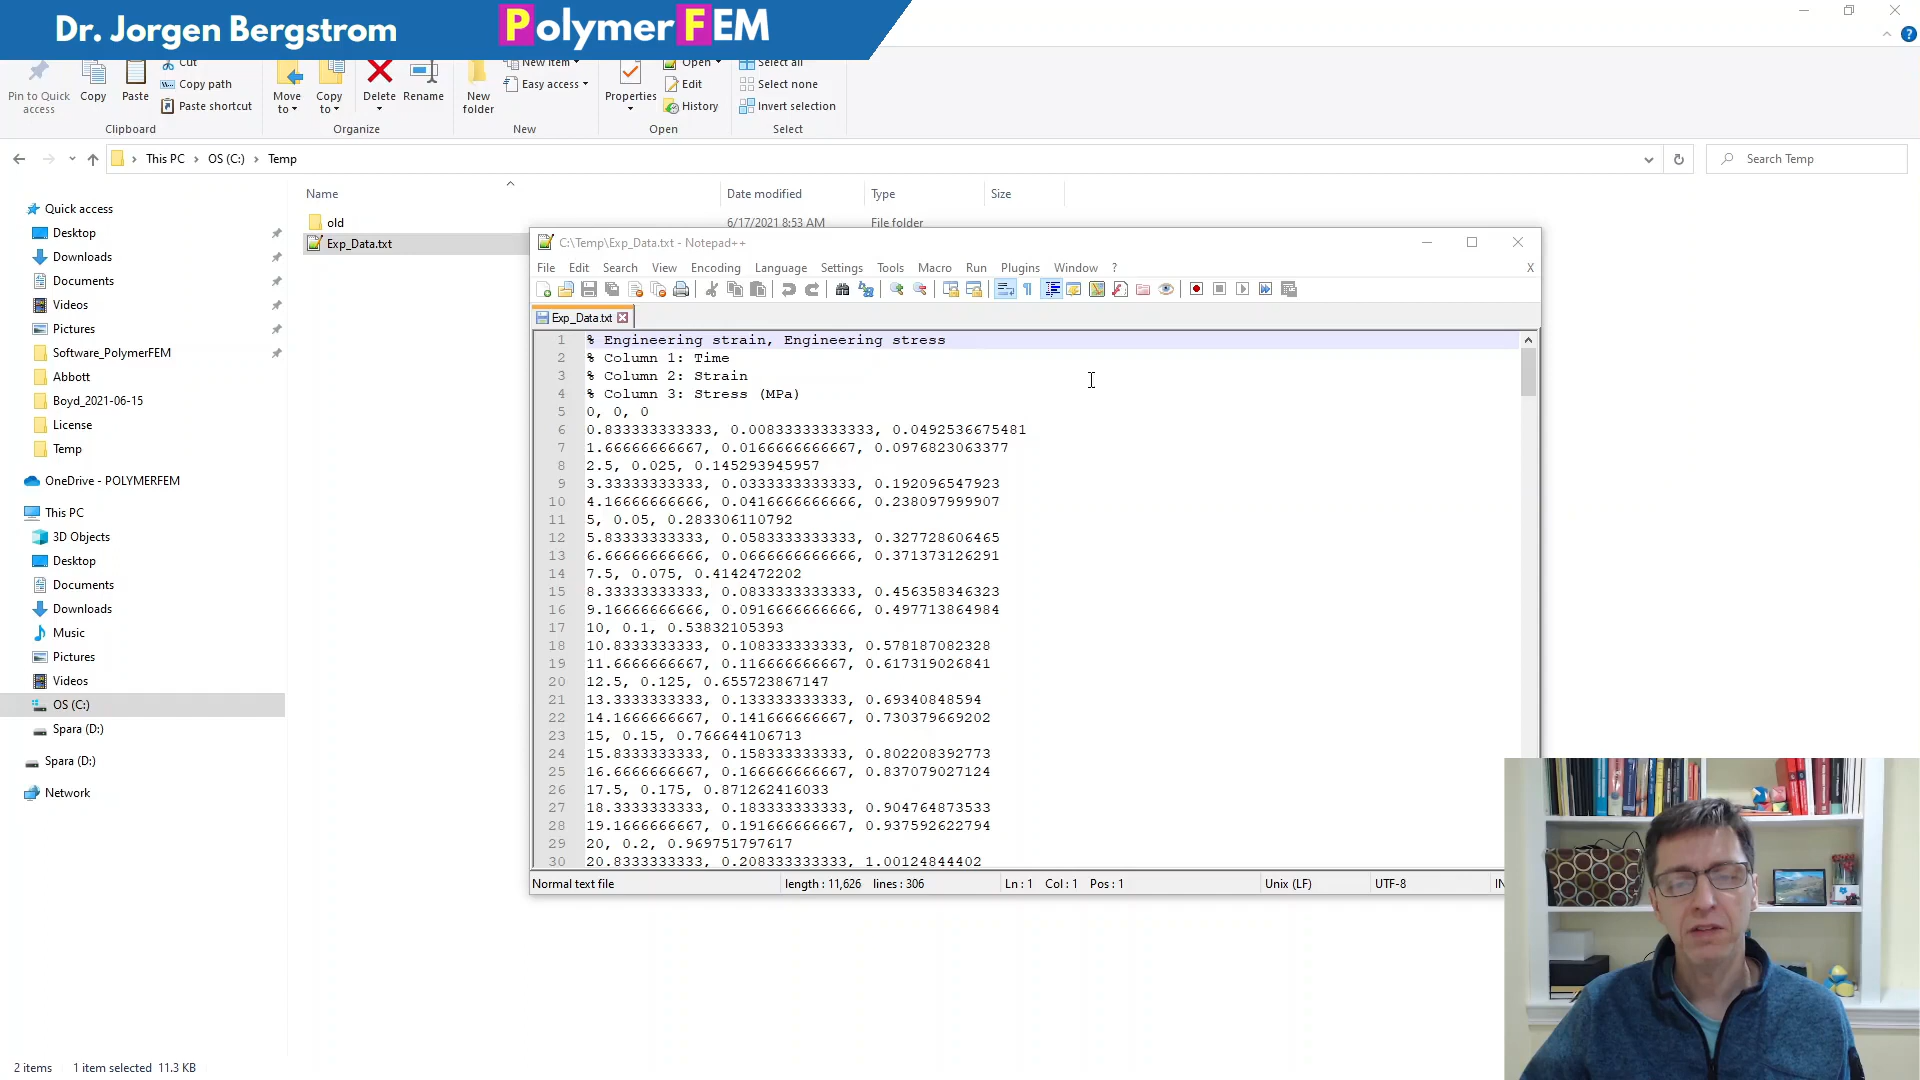 Dr. Jorgen Bergstrom
PolymerFEM
Pin to Quick access
Copy
Paste
Cut
Copy path
Paste shortcut
Clipboard
Move to
Copy to
Delete
Rename
Organize
New folder
New item
Easy access
New
Properties
Open
Edit
History
Open
Select all
Select none
Invert selection
Select
This PC
OS (C:)
Temp
Search Temp
Name
Date modified
Type
Size
old
6/17/2021 8:53 AM
File folder
Exp_Data.txt
Quick access
Desktop
Downloads
Documents
Videos
Pictures
Software_PolymerFEM
Abbott
Boyd_2021-06-15
License
Temp
OneDrive - POLYMERFEM
This PC
3D Objects
Desktop
Documents
Downloads
Music
Pictures
Videos
OS (C:)
Spara (D:)
Spara (D:)
Network
2 items
1 item selected 11.3 KB
C:\Temp\Exp_Data.txt - Notepad++
File Edit Search View Encoding Language Settings Tools Macro Run Plugins Window ? X
Exp_Data.txt
1 % Engineering strain, Engineering stress
2 % Column 1: Time
3 % Column 2: Strain
4 % Column 3: Stress (MPa)
5 0, 0, 0
6 0.833333333333, 0.00833333333333, 0.0492536675481
7 1.66666666667, 0.0166666666667, 0.0976823063377
8 2.5, 0.025, 0.145293945957
9 3.33333333333, 0.0333333333333, 0.192096547923
10 4.16666666666, 0.0416666666666, 0.238097999907
11 5, 0.05, 0.283306110792
12 5.83333333333, 0.0583333333333, 0.327728606465
13 6.66666666666, 0.0666666666666, 0.371373126291
14 7.5, 0.075, 0.4142472202
15 8.33333333333, 0.0833333333333, 0.456358346323
16 9.16666666666, 0.0916666666666, 0.497713864984
17 10, 0.1, 0.53832105393
18 10.8333333333, 0.108333333333, 0.578187082328
19 11.6666666667, 0.116666666667, 0.617319026841
20 12.5, 0.125, 0.655723867147
21 13.3333333333, 0.133333333333, 0.69340848594
22 14.1666666667, 0.141666666667, 0.730379669202
23 15, 0.15, 0.766644106713
24 15.8333333333, 0.158333333333, 0.802208392773
25 16.6666666667, 0.166666666667, 0.837079027124
26 17.5, 0.175, 0.871262416033
27 18.3333333333, 0.183333333333, 0.904764873533
28 19.1666666667, 0.191666666667, 0.937592622794
29 20, 0.2, 0.969751797617
30 20.8333333333, 0.208333333333, 1.00124844402
Normal text file
length : 11,626 lines : 306
Ln : 1 Col : 1 Pos : 1
Unix (LF)
UTF-8
IN